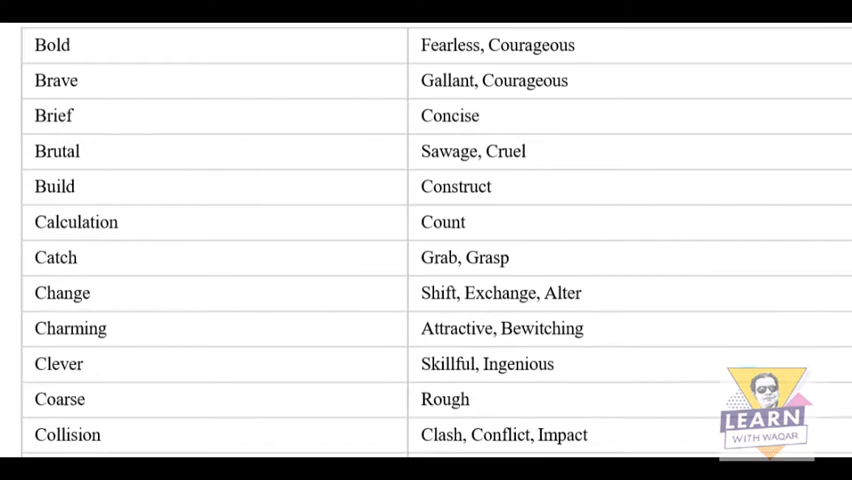 Bold Fearless, Courageous
Brave Gallant, Courageous
Brief Concise
Brutal Sawage, Cruel
Build Construct
Calculation Count
Catch Grab, Grasp
Change Shift, Exchange, Alter
Charming Attractive, Bewitching
Clever Skillful, Ingenious
Coarse Rough
Collision Clash, Conflict, Impact
LEARN
WITH WAQAR